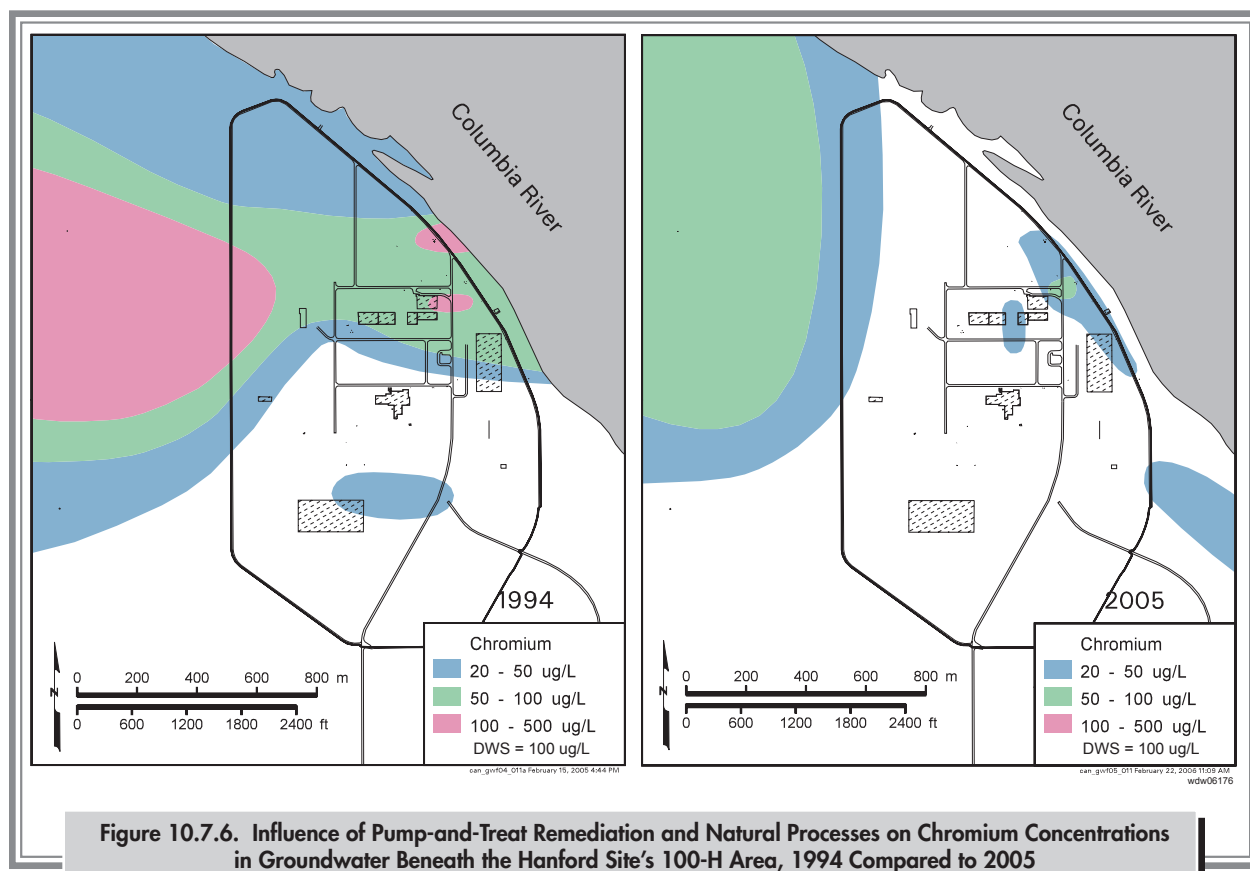 Columbia River
1994
Chromium
20 - 50 ug/L
50 - 100 ug/L
100 - 500 ug/L
DWS = 100 ug/L
N
0 200 400 600 800 m
0 600 1200 1800 2400 ft
can_gwf04_011a February 15, 2005 4:44 PM
Columbia River
2005
Chromium
20 - 50 ug/L
50 - 100 ug/L
100 - 500 ug/L
DWS = 100 ug/L
N
0 200 400 600 800 m
0 600 1200 1800 2400 ft
can_gwf05_011 February 22, 2006 11:09 AM
wdw06176
Figure 10.7.6. Influence of Pump-and-Treat Remediation and Natural Processes on Chromium Concentrations
in Groundwater Beneath the Hanford Site's 100-H Area, 1994 Compared to 2005